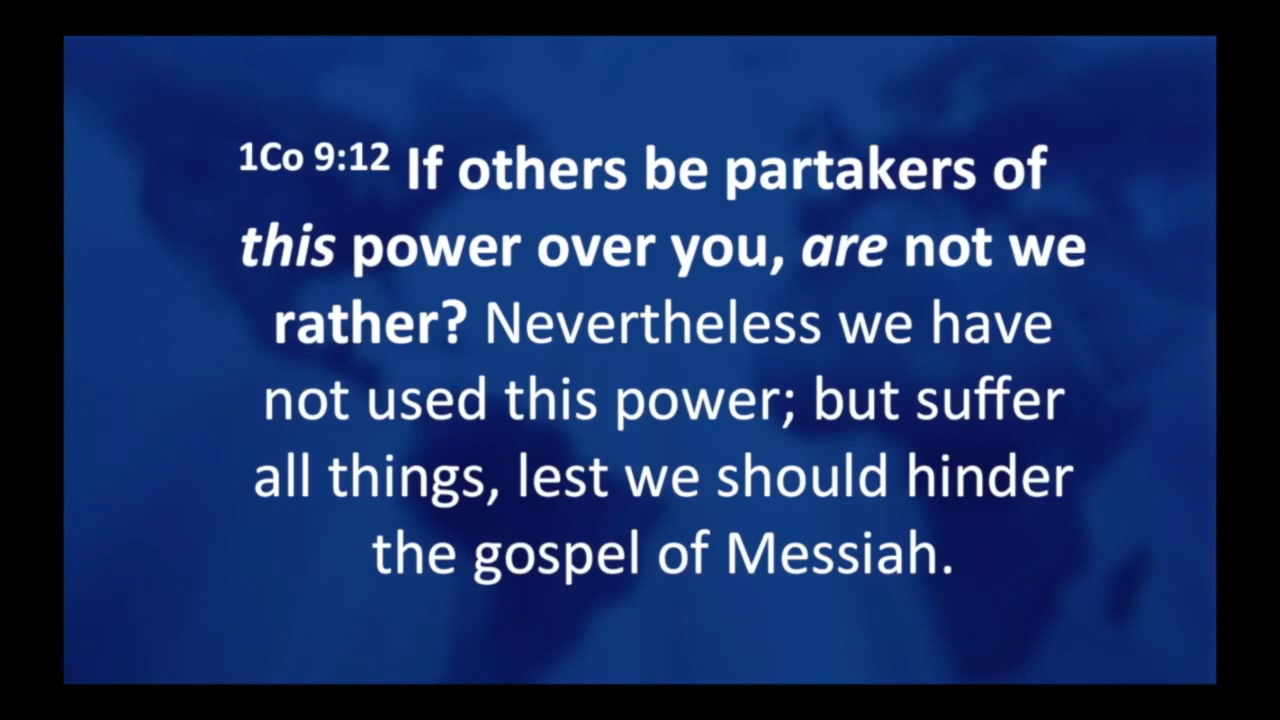 1Co 9:12 If others be partakers of
this power over you, are not we
rather? Nevertheless we have
not used this power; but suffer
all things, lest we should hinder
the gospel of Messiah.